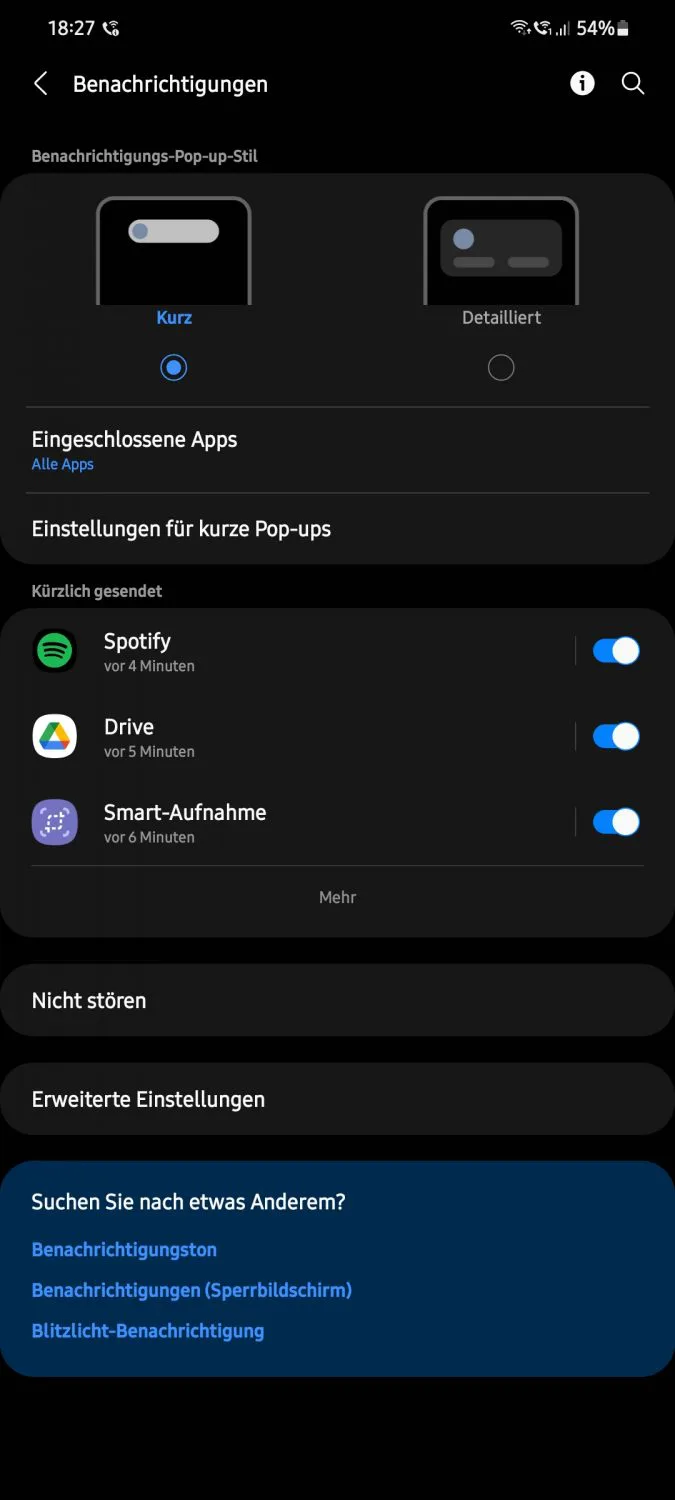 18:27 54%
Benachrichtigungen
Benachrichtigungs-Pop-up-Stil
Kurz Detailliert
Eingeschlossene Apps
Alle Apps
Einstellungen für kurze Pop-ups
Kürzlich gesendet
Spotify
vor 4 Minuten
Drive
vor 5 Minuten
Smart-Aufnahme
vor 6 Minuten
Mehr
Nicht stören
Erweiterte Einstellungen
Suchen Sie nach etwas Anderem?
Benachrichtigungston
Benachrichtigungen (Sperrbildschirm)
Blitzlicht-Benachrichtigung